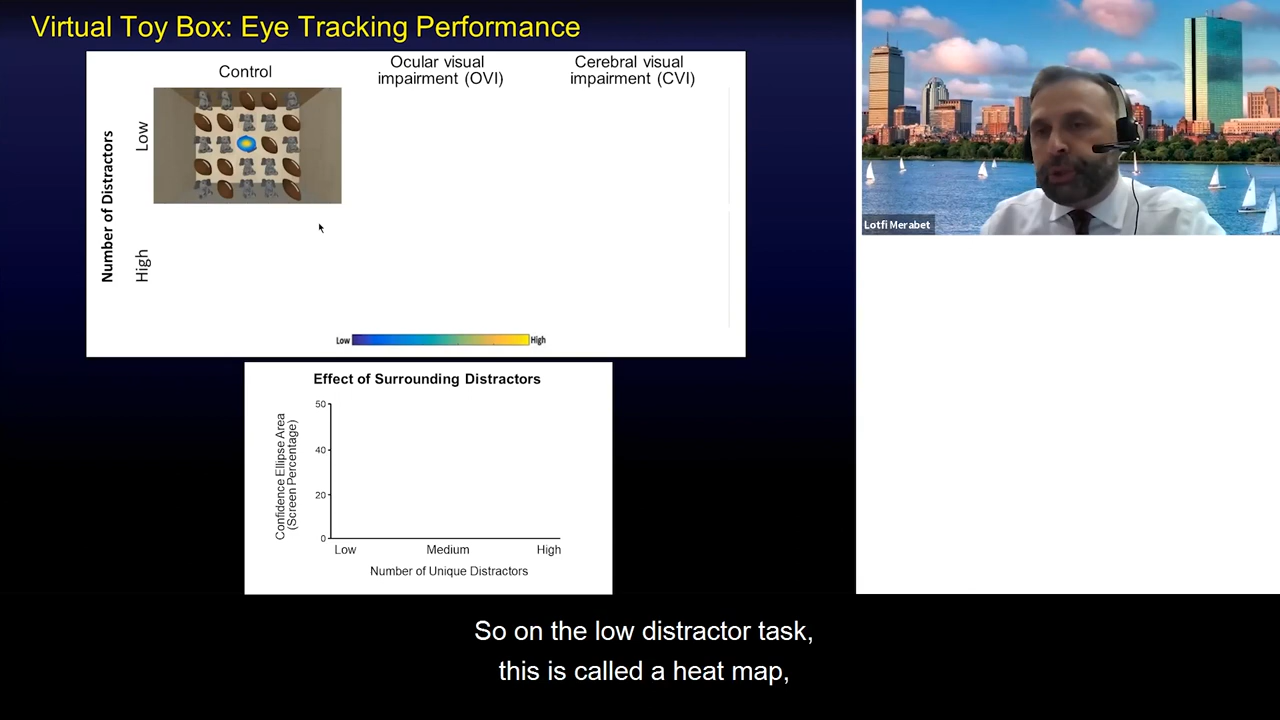 Virtual Toy Box: Eye Tracking Performance
Control
Ocular visual
impairment (OVI)
Cerebral visual
impairment (CVI)
Number of Distractors
Low
High
Low
High
Lotfi Merabet
Effect of Surrounding Distractors
Confidence Ellipse Area
(Screen Percentage)
50
40
20
0
Low Medium High
Number of Unique Distractors
So on the low distractor task,
this is called a heat map,